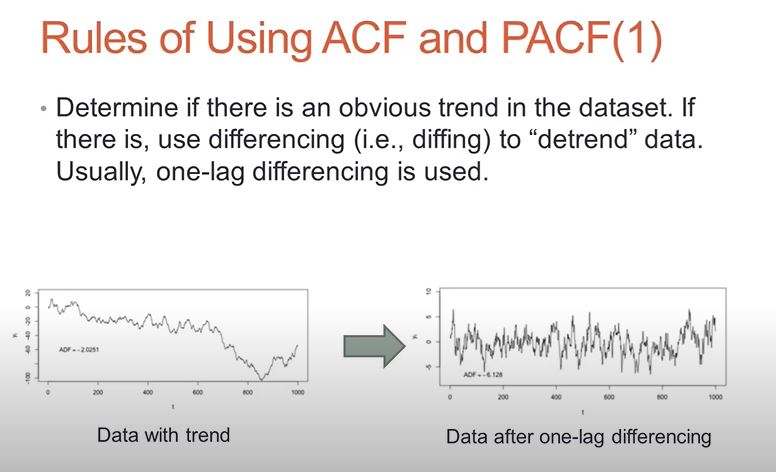 Rules of Using ACF and PACF(1)
• Determine if there is an obvious trend in the dataset. If
there is, use differencing (i.e., diffing) to “detrend” data.
Usually, one-lag differencing is used.
20
0
-20
-40
-60
-100
yₜ
ADF = -2.0251
0 200 400 600 800 1000
t
Data with trend
10
5
0
-5
yₜ
ADF = -6.128
0 200 400 600 800 1000
t
Data after one-lag differencing